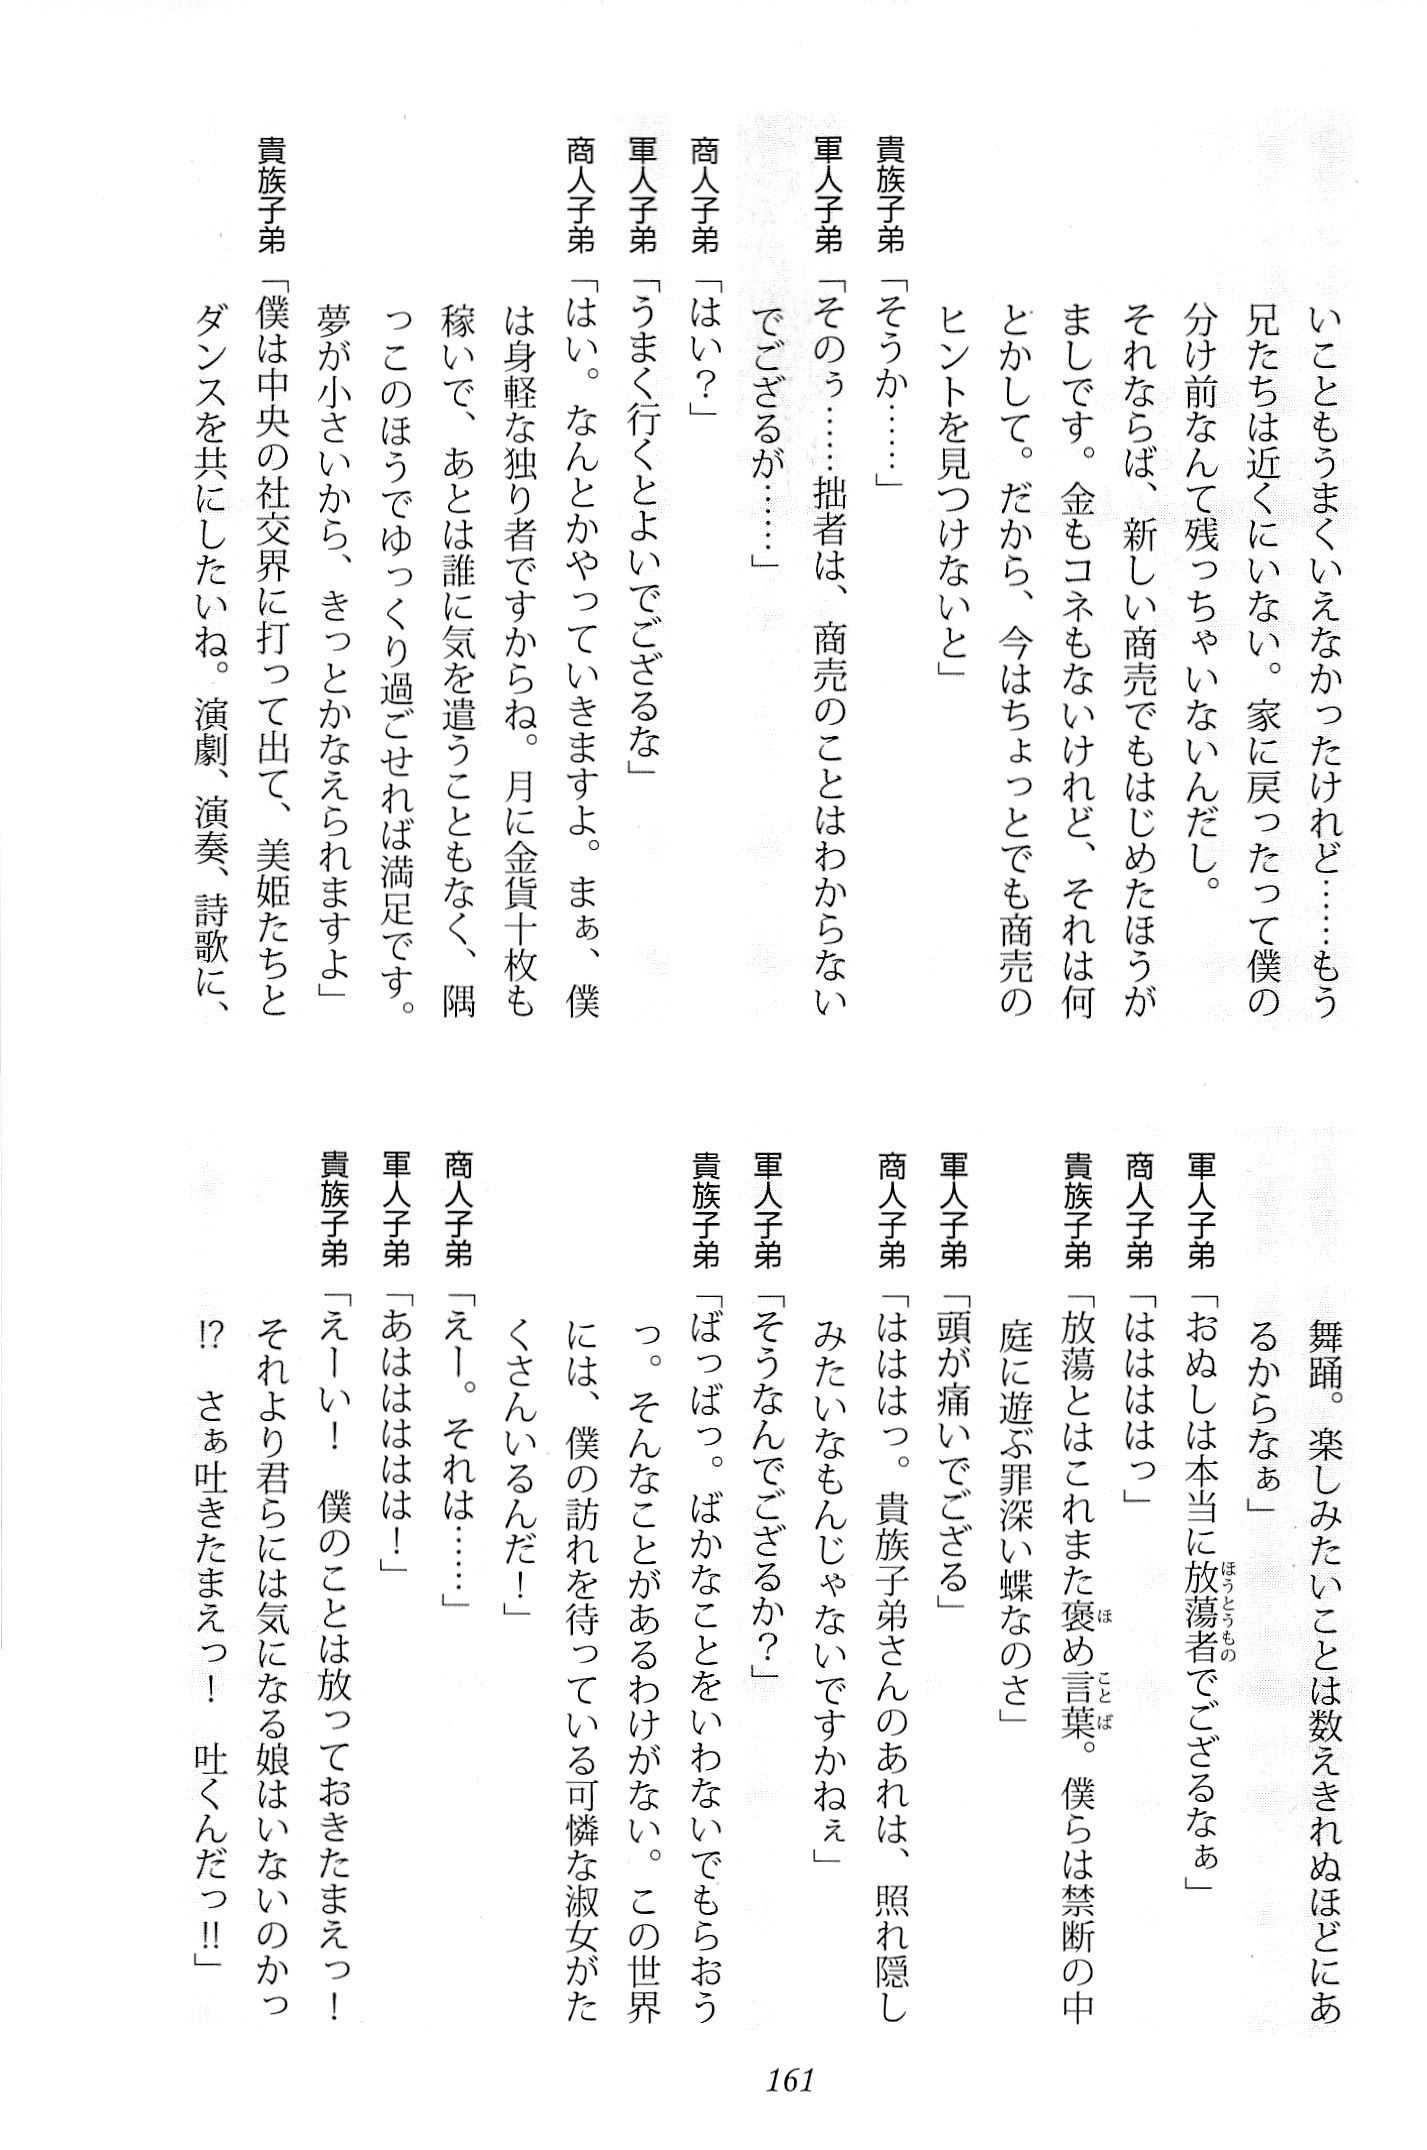 いこともうまくいえなかったけれど……もう
兄たちは近くにいない。家に戻ったって僕の
分け前なんて残っちゃいないんだし。
それならば、新しい商売でもはじめたほうが
ましです。金もコネもないけれど、それは何
とかして。だから、今はちょっとでも商売の
ヒントを見つけないと」
貴族子弟「そうか……」
軍人子弟「そのぅ……拙者は、商売のことはわからない
でござるが……」
商人子弟「はい？」
軍人子弟「うまく行くとよいでござるな」
商人子弟「はい。なんとかやっていきますよ。まぁ、僕
は身軽な独り者ですからね。月に金貨十枚も
稼いで、あとは誰に気を遣うこともなく、隅
っこのほうでゆっくり過ごせれば満足です。
夢が小さいから、きっとかなえられますよ」
貴族子弟「僕は中央の社交界に打って出て、美姫たちと
ダンスを共にしたいね。演劇、演奏、詩歌に、
舞踊。楽しみたいことは数えきれぬほどにあ
るからなぁ」
軍人子弟「おぬしは本当に放蕩者ほうとうものでござるなぁ」
商人子弟「はははは っ」
貴族子弟「放蕩とはこれまた褒ほめ言葉ことば。僕らは禁断の中
庭に遊ぶ罪深い蝶なのさ」
軍人子弟「頭が痛いでござる」
商人子弟「はははっ。貴族子弟さんのあれは、照れ隠し
みたいなもんじゃないですかねぇ」
軍人子弟「そうなんでござるか？」
貴族子弟「ばっばっ。ばかなことをいわないでもらおう
っ。そんなことがあるわけがない。この世界
には、僕の訪れを待っている可憐な淑女がた
くさんいるんだ！」
商人子弟「えー。それは……」
軍人子弟「あはははは！」
貴族子弟「えーい！　僕のことは放っておきたまえっ！
それより君らには気になる娘はいないのかっ
!?　さぁ吐きたまえっ！　吐くんだっ!!」
161